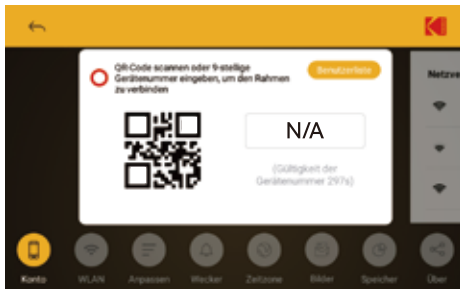 QR-Code scannen oder 9-stellige
Gerätenummer eingeben, um den Rahmen
zu verbinden
Benutzerliste
Netzwe
N/A
(Gültigkeit der
Gerätenummer 297s)
Konto
WLAN
Anpassen
Wecker
Zeitzone
Bilder
Speicher
Über